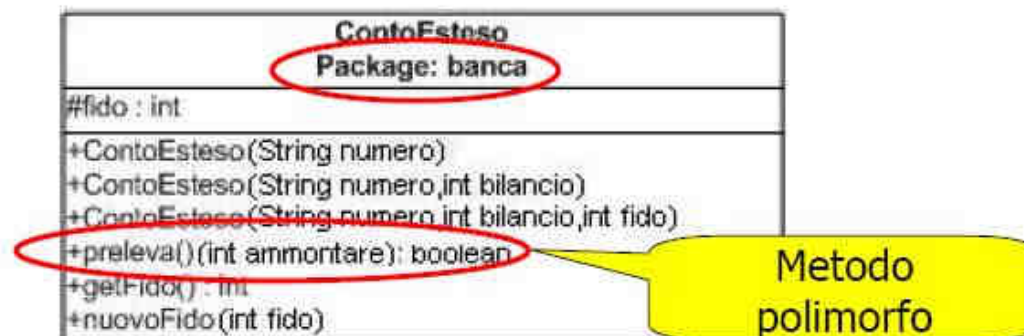 ContoEsteso
Package: banca
#fido : int
+ContoEsteso(String numero)
+ContoEsteso(String numero,int bilancio)
+ContoEsteso(String numero,int bilancio,int fido)
+preleva()(int ammontare): boolean
+getFido() : int
+nuovoFido(int fido)
Metodo
polimorfo